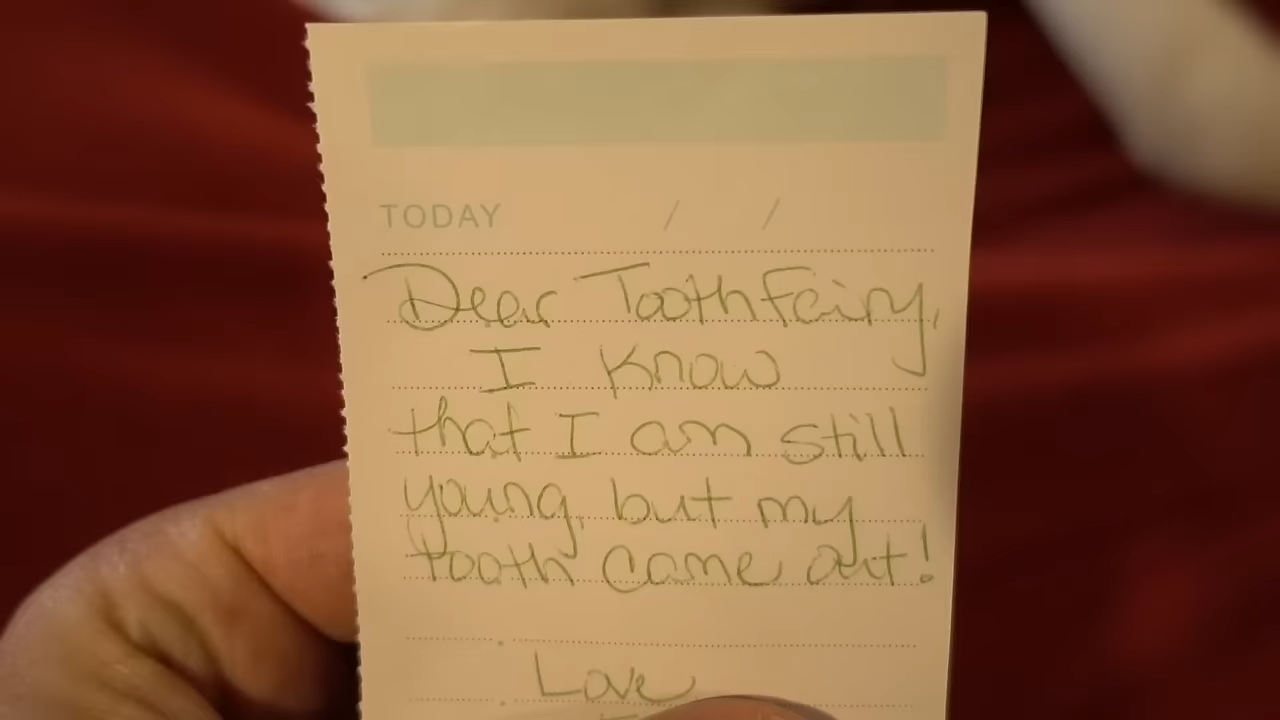 TODAY / /
Dear Tooth Fairy,
I know
that I am still
young, but my
tooth came out!
Love